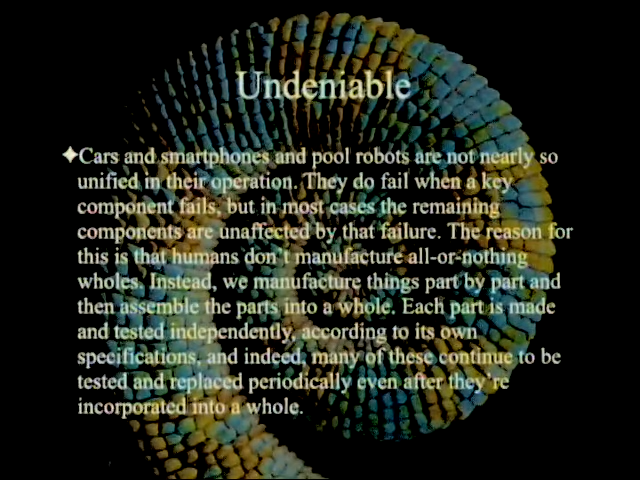 Undeniable
✦Cars and smartphones and pool robots are not nearly so
unified in their operation. They do fail when a key
component fails, but in most cases the remaining
components are unaffected by that failure. The reason for
this is that humans don't manufacture all-or-nothing
wholes. Instead, we manufacture things part by part and
then assemble the parts into a whole. Each part is made
and tested independently, according to its own
specifications, and indeed, many of these continue to be
tested and replaced periodically even after they're
incorporated into a whole.